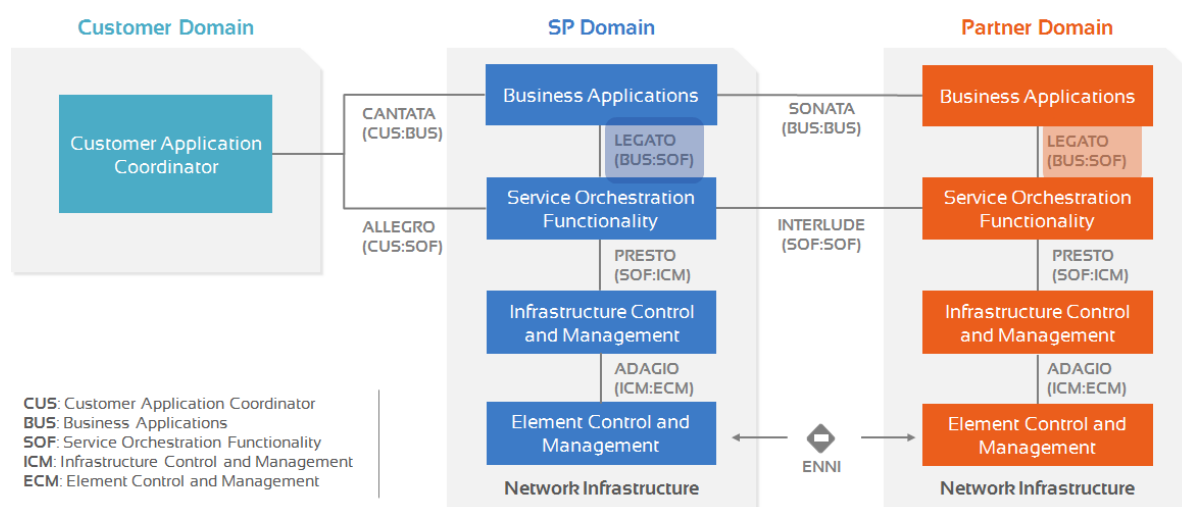 Customer Domain
SP Domain
Partner Domain
Customer Application
Coordinator
CANTATA
(CUS:BUS)
ALLEGRO
(CUS:SOF)
Business Applications
LEGATO
(BUS:SOF)
Service Orchestration
Functionality
PRESTO
(SOF:ICM)
Infrastructure Control
and Management
ADAGIO
(ICM:ECM)
Element Control and
Management
Network Infrastructure
SONATA
(BUS:BUS)
INTERLUDE
(SOF:SOF)
ENNI
Business Applications
LEGATO
(BUS:SOF)
Service Orchestration
Functionality
PRESTO
(SOF:ICM)
Infrastructure Control
and Management
ADAGIO
(ICM:ECM)
Element Control and
Management
Network Infrastructure
CUS: Customer Application Coordinator
BUS: Business Applications
SOF: Service Orchestration Functionality
ICM: Infrastructure Control and Management
ECM: Element Control and Management